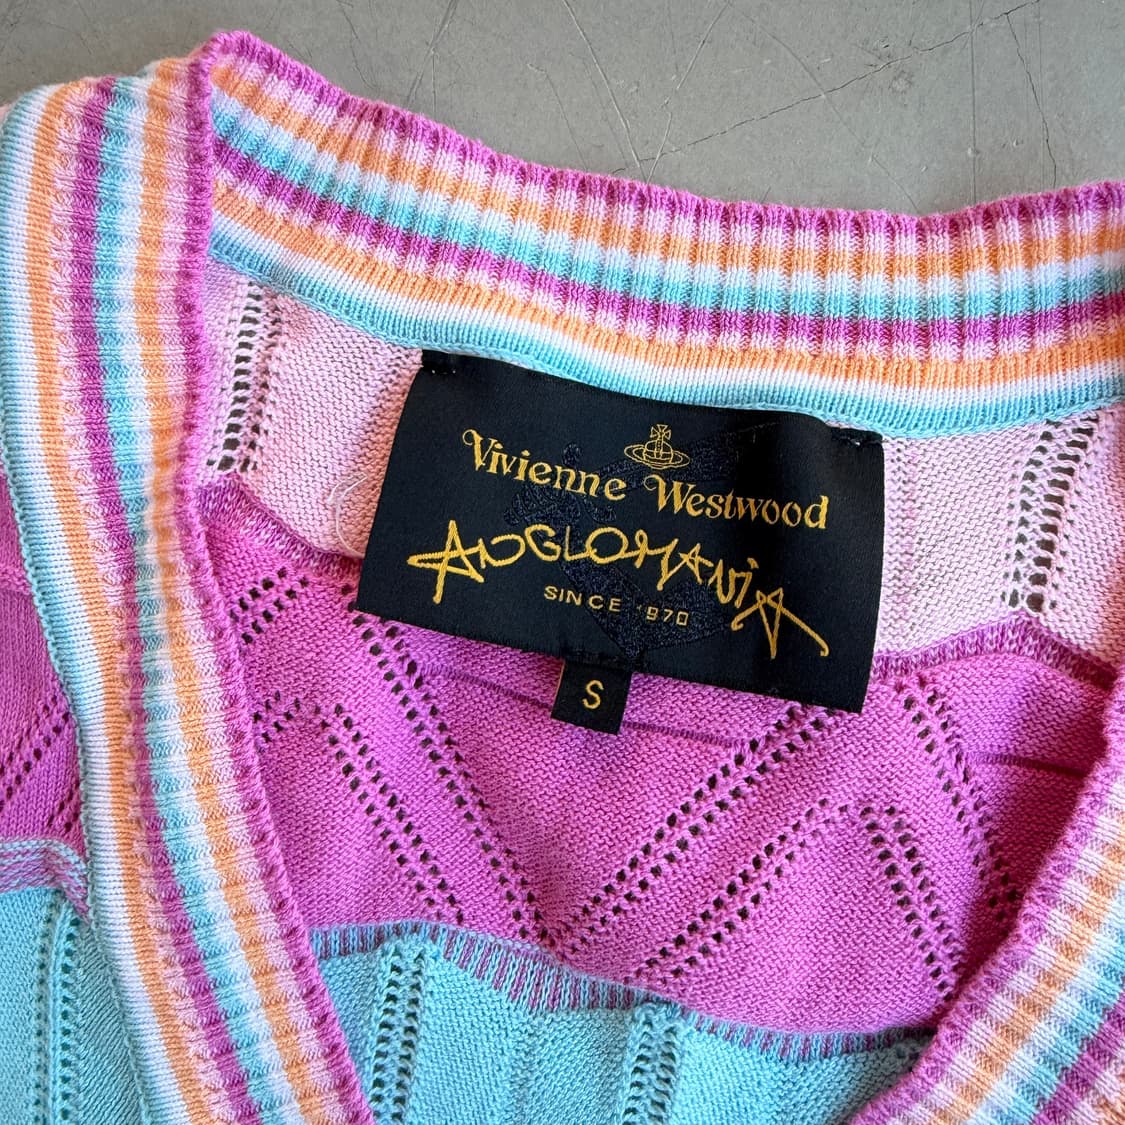 Vivienne Westwood
ANGLOMANIA
SINCE 1970
S